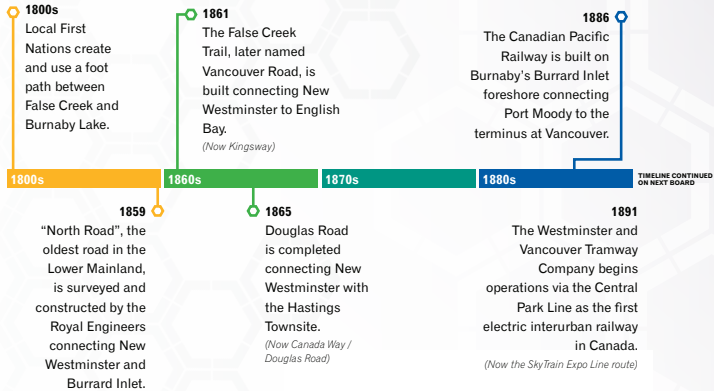 1800s
Local First
Nations create
and use a foot
path between
False Creek and
Burnaby Lake.
1861
The False Creek
Trail, later named
Vancouver Road, is
built connecting New
Westminster to English
Bay.
(Now Kingsway)
1886
The Canadian Pacific
Railway is built on
Burnaby's Burrard Inlet
foreshore connecting
Port Moody to the
terminus at Vancouver.
1800s
1860s
1870s
1880s
TIMELINE CONTINUED
ON NEXT BOARD
1859
“North Road”, the
oldest road in the
Lower Mainland,
is surveyed and
constructed by the
Royal Engineers
connecting New
Westminster and
Burrard Inlet.
1865
Douglas Road
is completed
connecting New
Westminster with
the Hastings
Townsite.
(Now Canada Way /
Douglas Road)
1891
The Westminster and
Vancouver Tramway
Company begins
operations via the Central
Park Line as the first
electric interurban railway
in Canada.
(Now the SkyTrain Expo Line route)